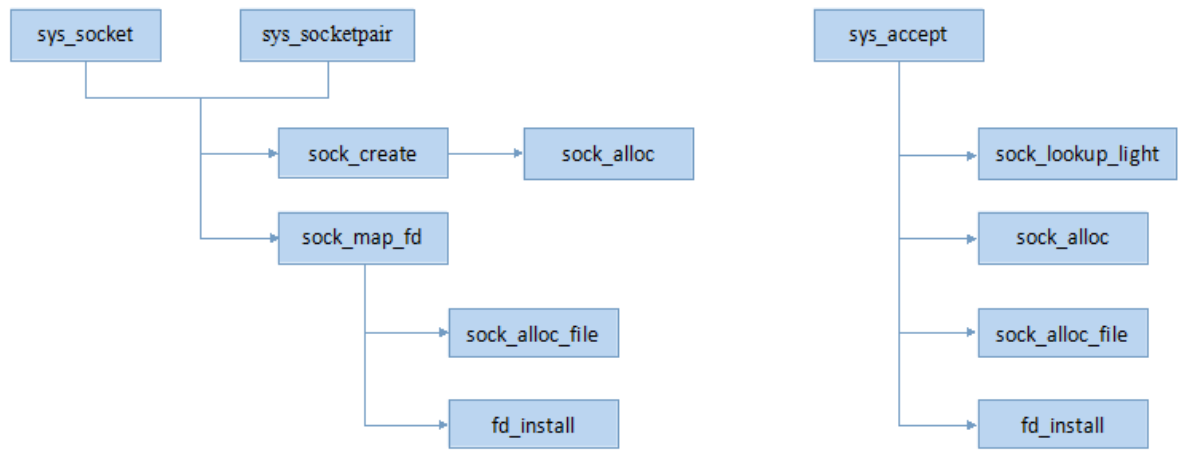 sys_socket
sys_socketpair
sys_accept
sock_create
sock_alloc
sock_lookup_light
sock_map_fd
sock_alloc
sock_alloc_file
sock_alloc_file
fd_install
fd_install